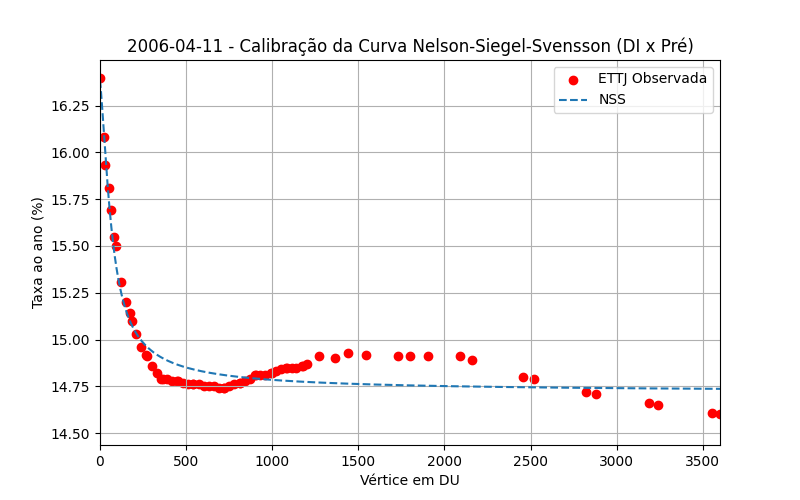 2006-04-11 - Calibração da Curva Nelson-Siegel-Svensson (DI x Pré)
ETTJ Observada
NSS
Taxa ao ano (%)
16.25
16.00
15.75
15.50
15.25
15.00
14.75
14.50
0 500 1000 1500 2000 2500 3000 3500
Vértice em DU